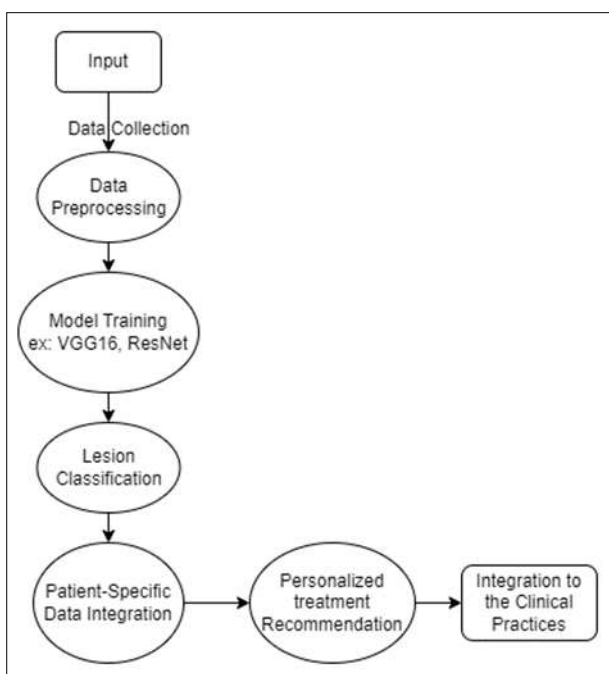 Input
Data Collection
Data
Preprocessing
Model Training
ex: VGG16, ResNet
Lesion
Classification
Patient-Specific
Data Integration
Personalized
treatment
Recommendation
Integration to
the Clinical
Practices